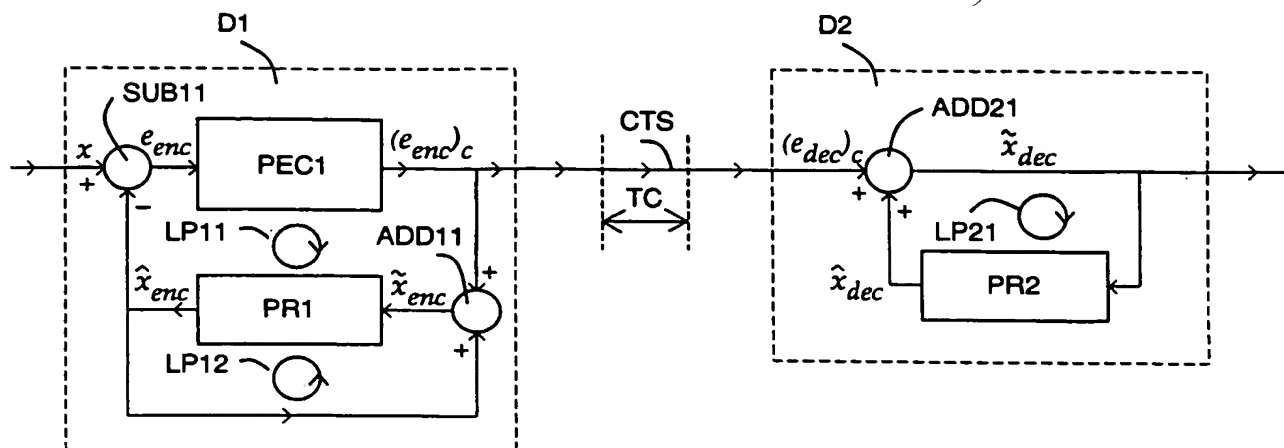 D1
D2
SUB11
ADD21
CTS
x
e_enc
PEC1
(e_enc)_c
(e_dec)_c
x̃_dec
+
−
+
+
TC
LP11
ADD11
LP21
+
x̂_enc
PR1
x̃_enc
x̂_dec
PR2
+
LP12